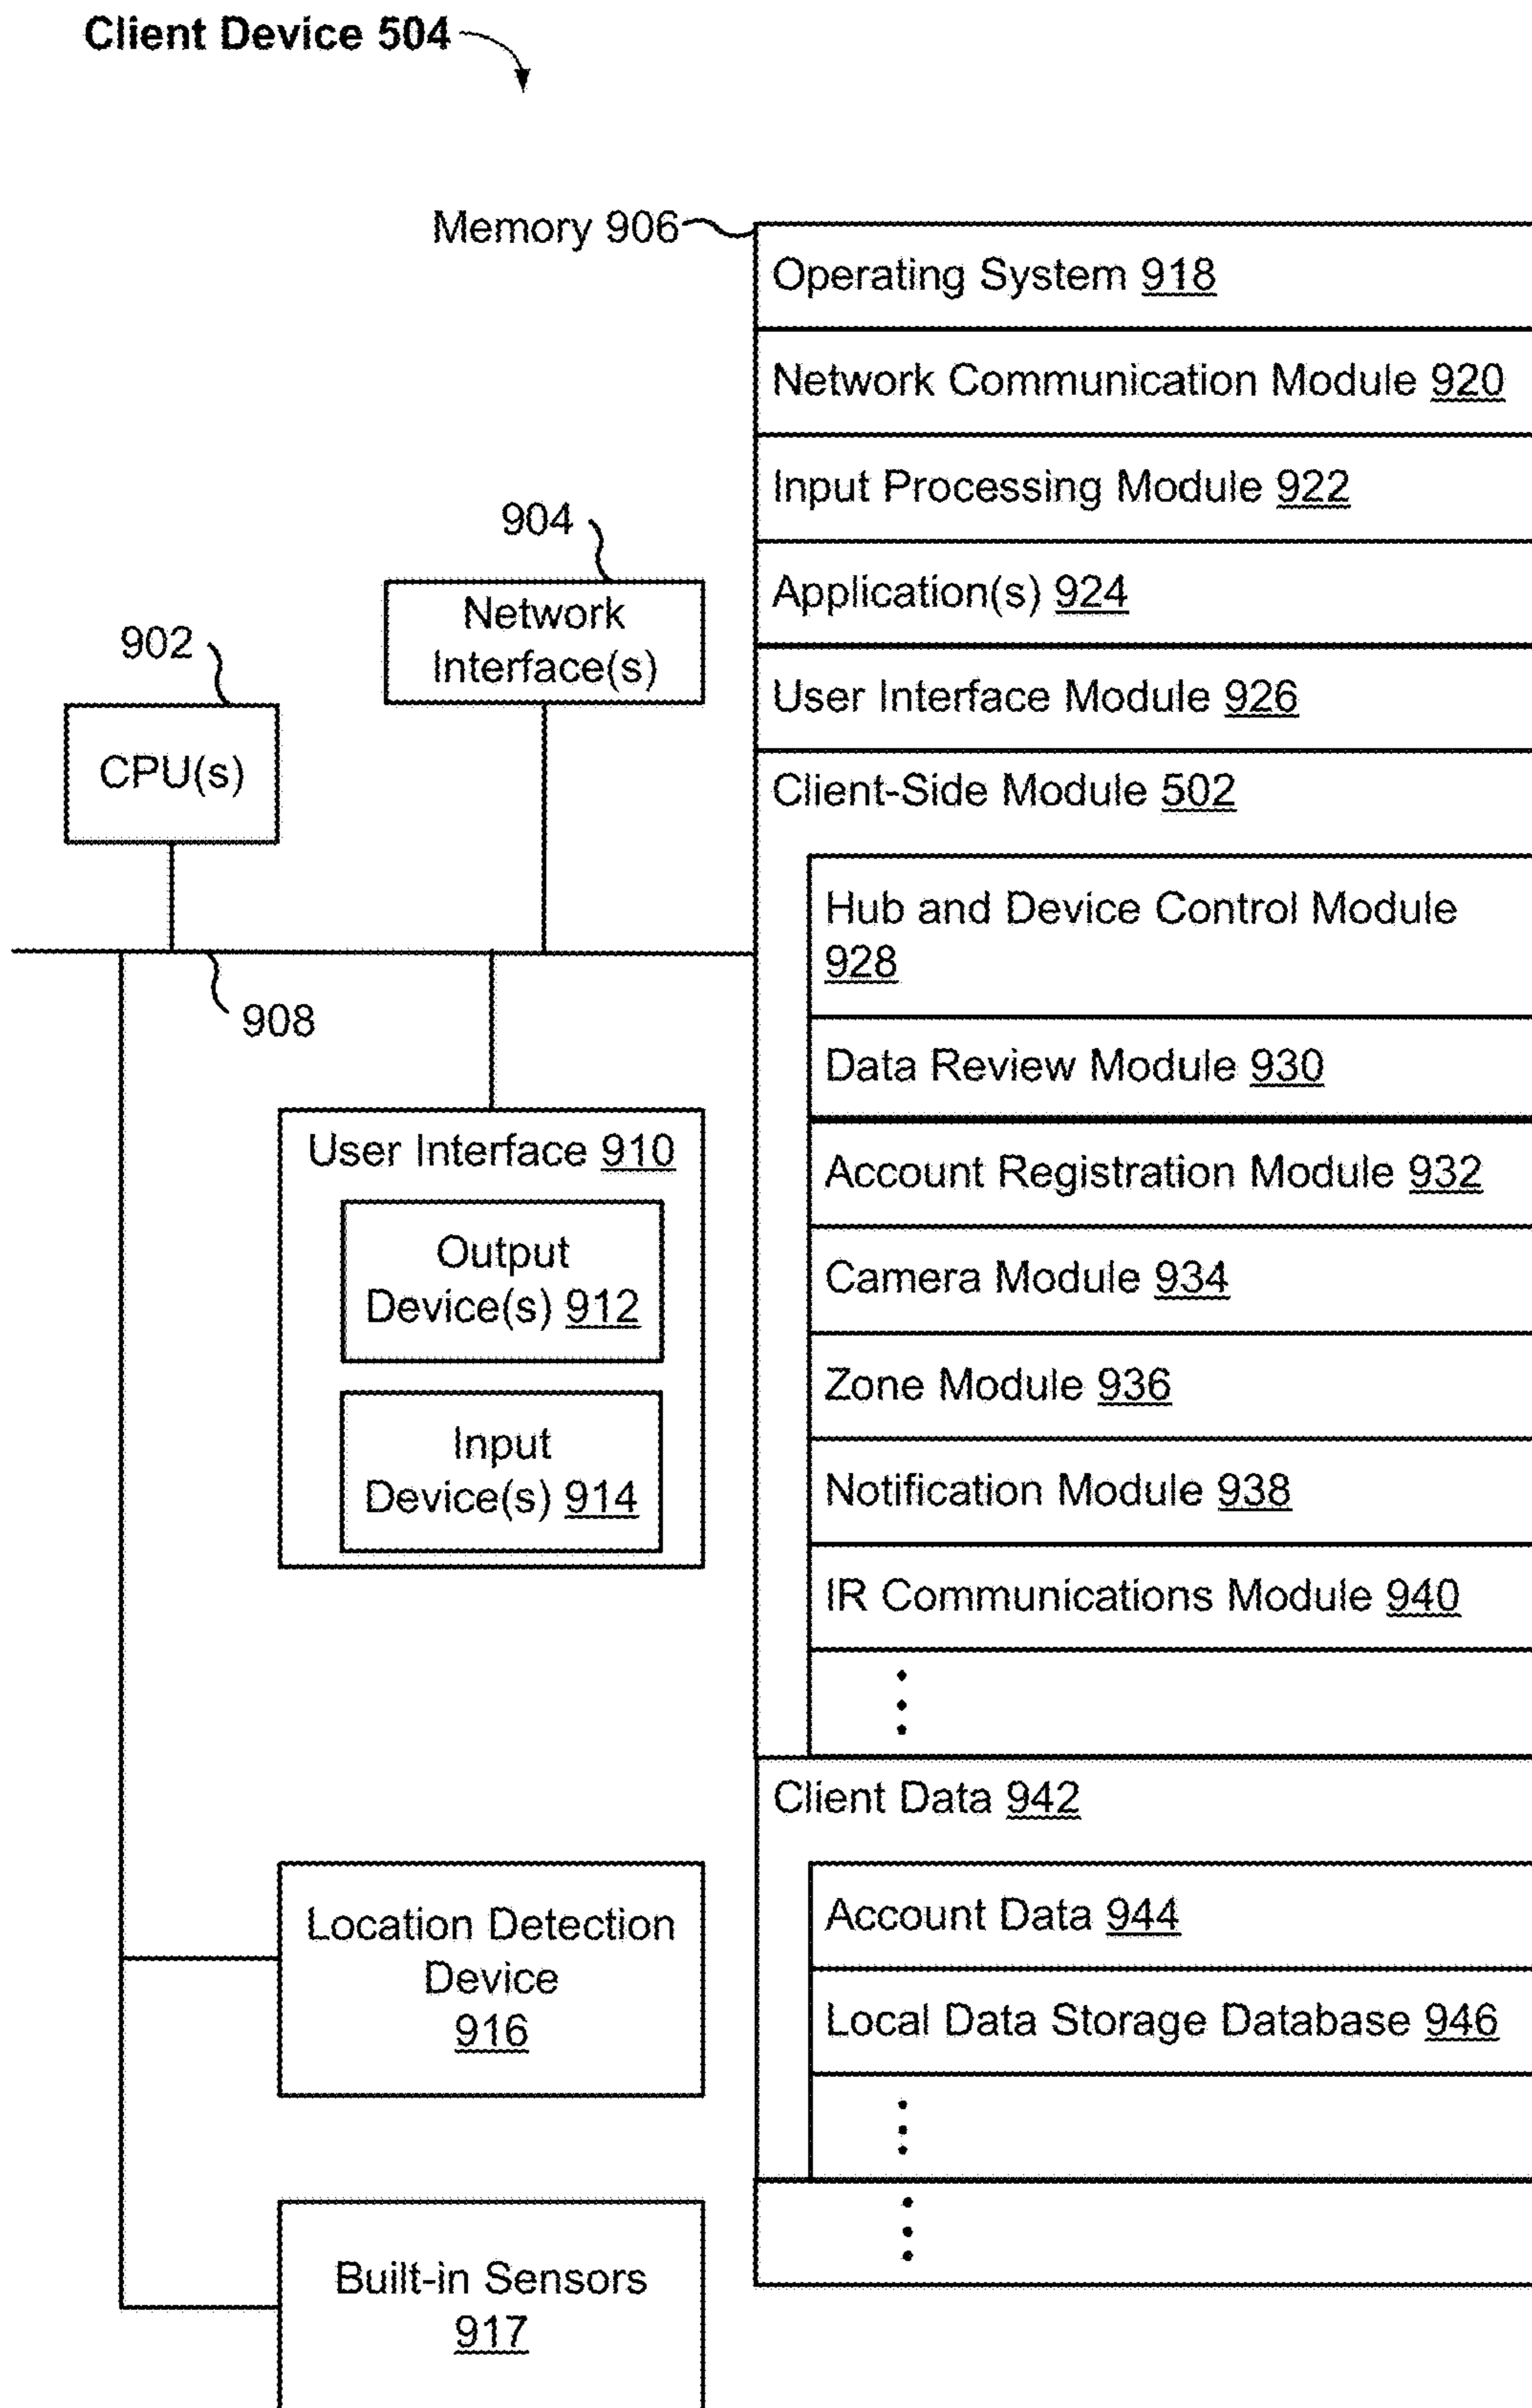 Client Device 504
Memory 906
Operating System 918
Network Communication Module 920
Input Processing Module 922
Application(s) 924
User Interface Module 926
Client-Side Module 502
Hub and Device Control Module
928
Data Review Module 930
Account Registration Module 932
Camera Module 934
Zone Module 936
Notification Module 938
IR Communications Module 940
Client Data 942
Account Data 944
Local Data Storage Database 946
904
Network
Interface(s)
902
CPU(s)
908
User Interface 910
Output
Device(s) 912
Input
Device(s) 914
Location Detection
Device
916
Built-in Sensors
917